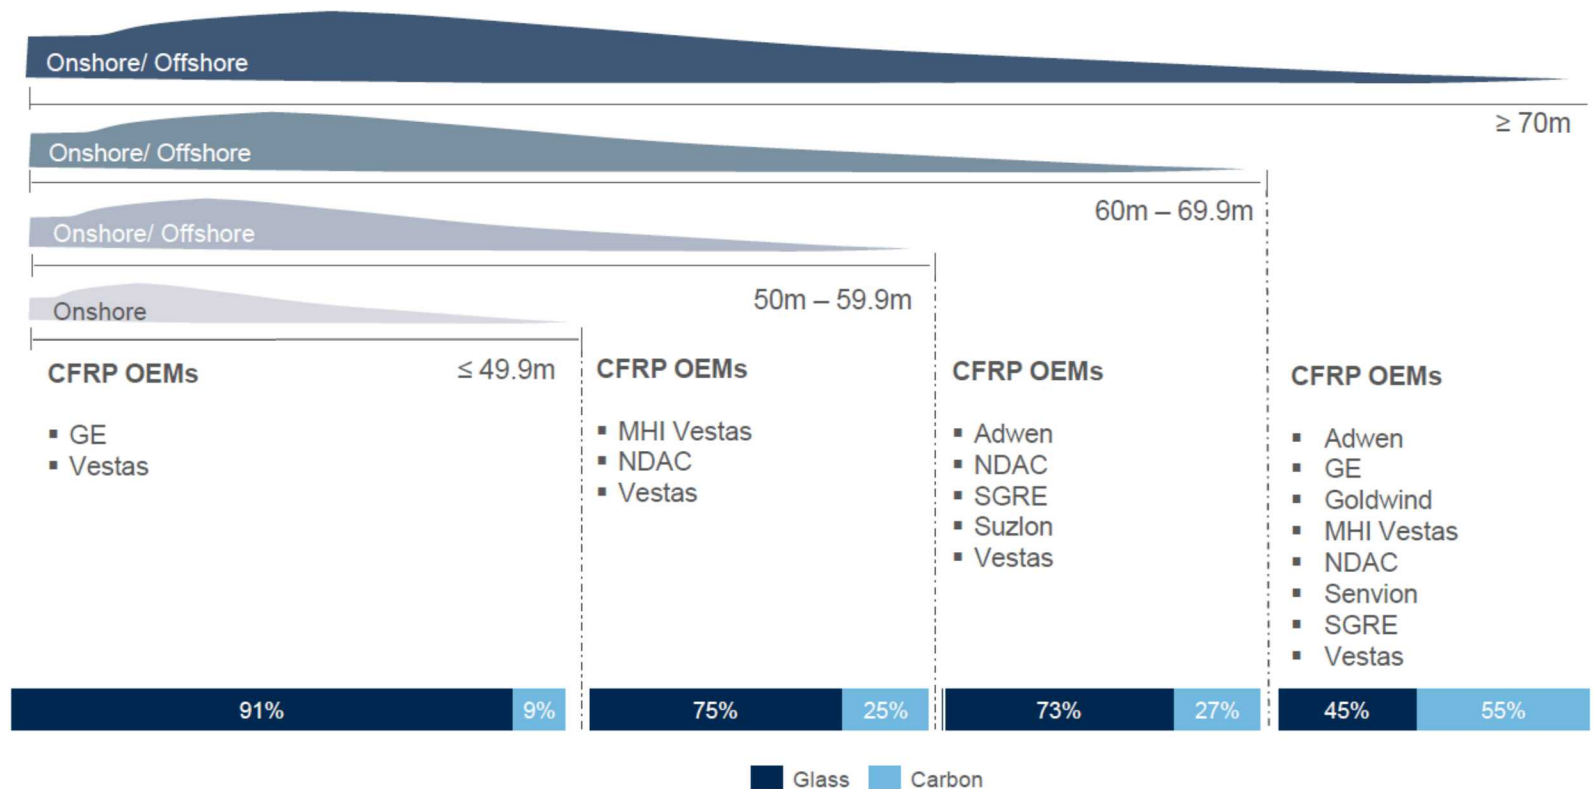 Onshore/ Offshore
≥ 70m
Onshore/ Offshore
60m – 69.9m
Onshore/ Offshore
50m – 59.9m
Onshore
≤ 49.9m
CFRP OEMs
▪ GE
▪ Vestas
CFRP OEMs
▪ MHI Vestas
▪ NDAC
▪ Vestas
CFRP OEMs
▪ Adwen
▪ NDAC
▪ SGRE
▪ Suzlon
▪ Vestas
CFRP OEMs
▪ Adwen
▪ GE
▪ Goldwind
▪ MHI Vestas
▪ NDAC
▪ Senvion
▪ SGRE
▪ Vestas
91% 9%
75% 25%
73% 27%
45% 55%
Glass Carbon